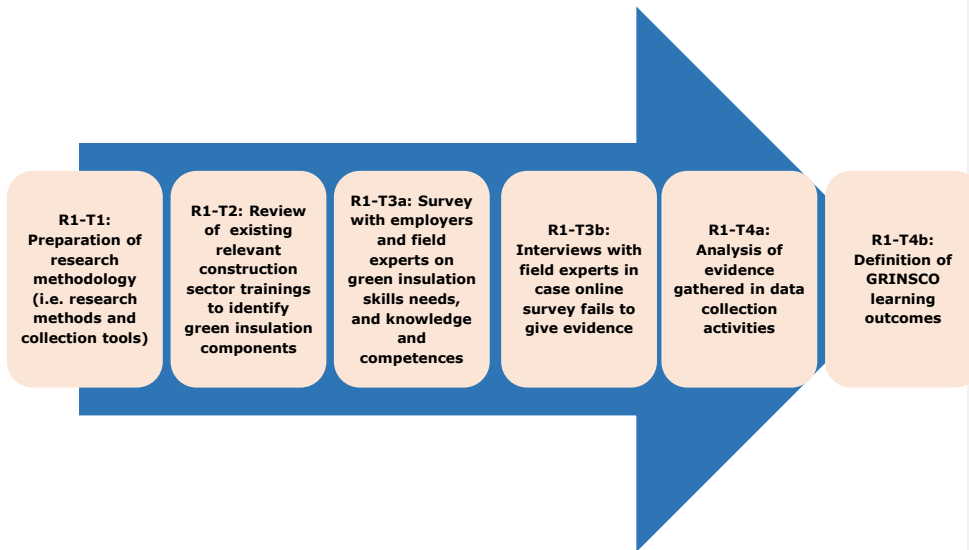 R1-T1:
Preparation of
research
methodology
(i.e. research
methods and
collection tools)
R1-T2: Review
of existing
relevant
construction
sector trainings
to identify
green insulation
components
R1-T3a: Survey
with employers
and field
experts on
green insulation
skills needs,
and knowledge
and
competences
R1-T3b:
Interviews with
field experts in
case online
survey fails to
give evidence
R1-T4a:
Analysis of
evidence
gathered in data
collection
activities
R1-T4b:
Definition of
GRINSCO
learning
outcomes